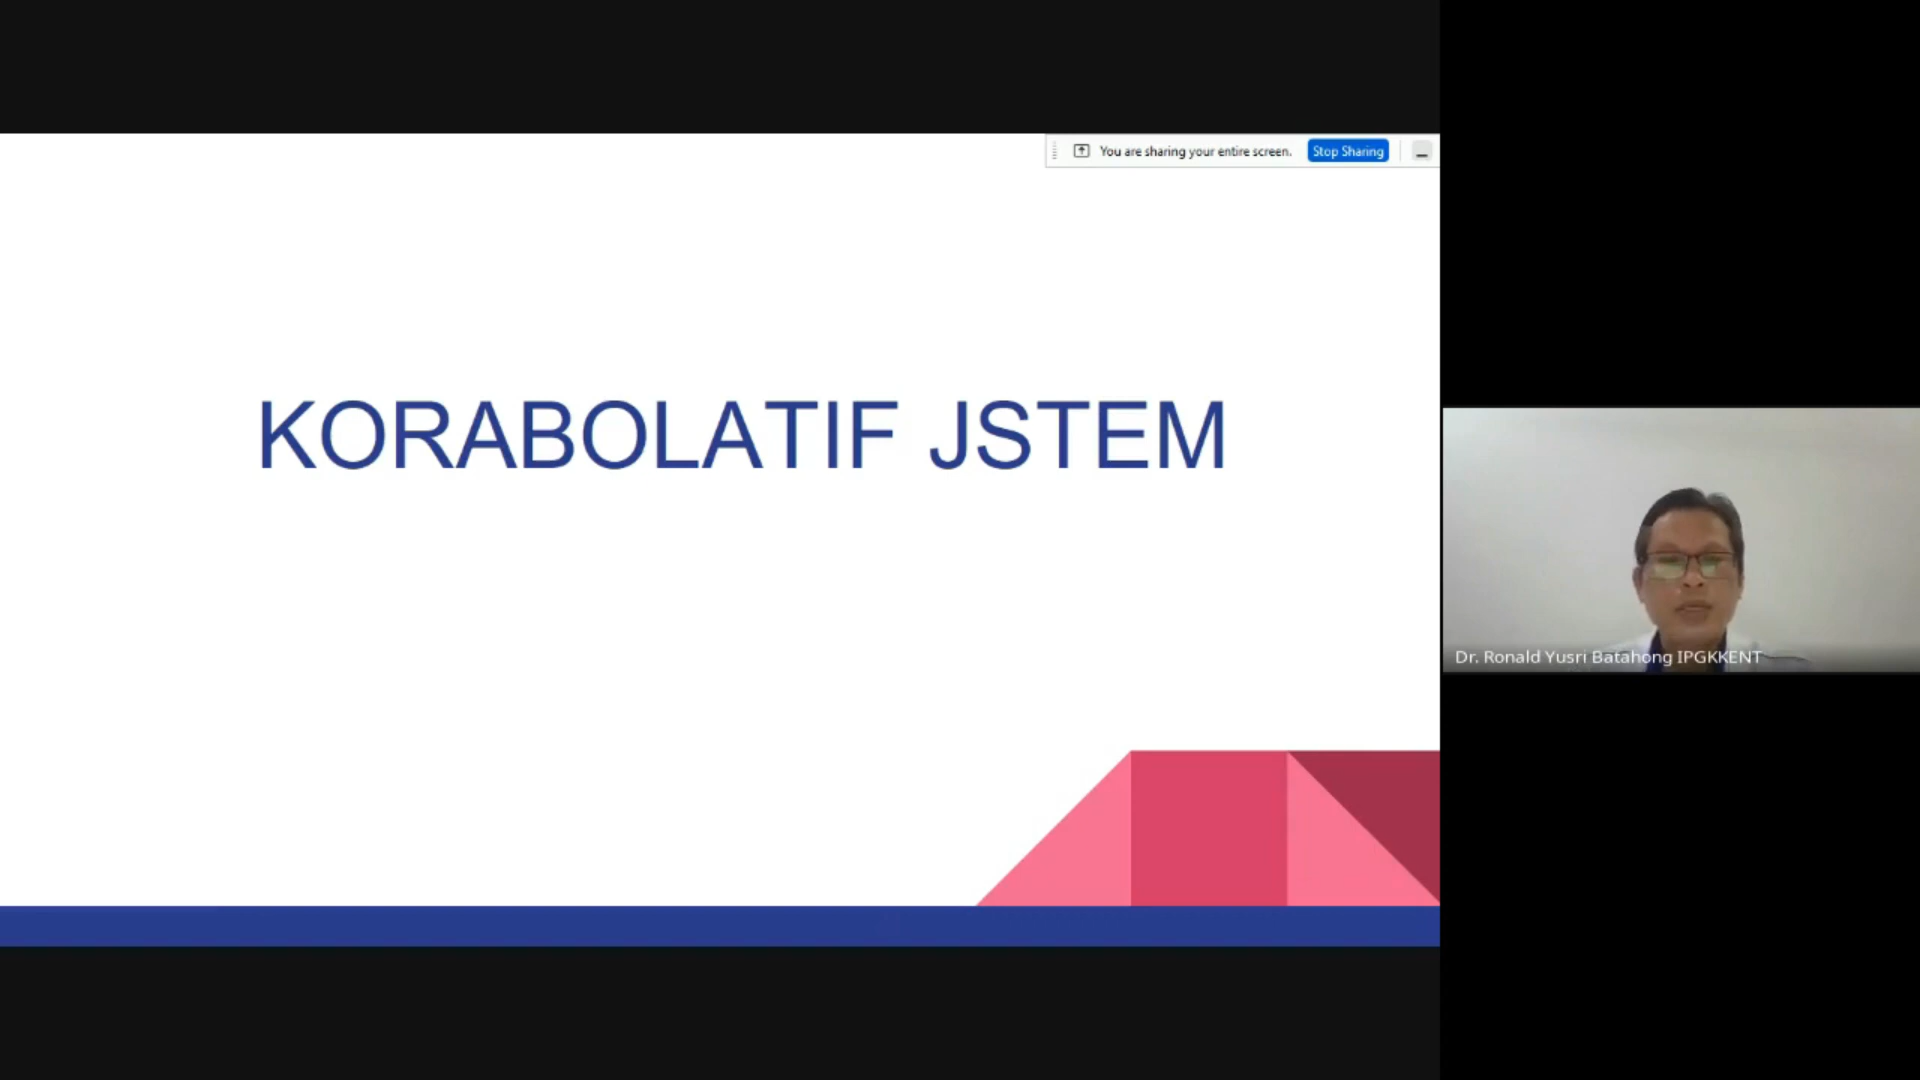 You are sharing your entire screen. Stop Sharing
KORABOLATIF JSTEM
Dr. Ronald Yusri Batahong IPGKKENT